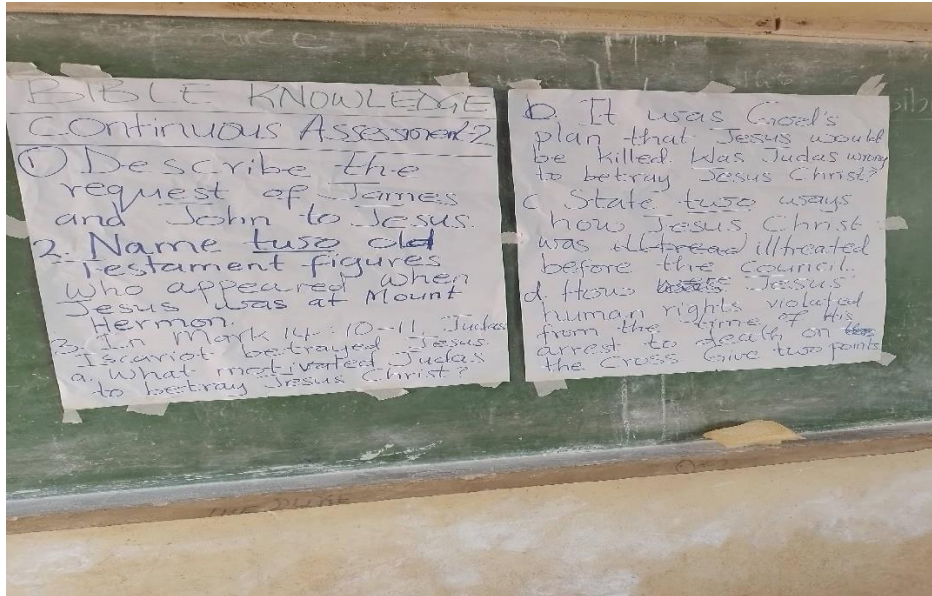 BIBLE KNOWLEDGE
Continuous Assessment 2
① Describe the
request of James
and John to Jesus.
2. Name two old
Testament figures
who appeared when
Jesus was at Mount
Hermon.
3. In Mark 14:10-11, Judas
Iscariot betrayed Jesus.
a. What motivated Judas
to betray Jesus Christ?
b. It was God's
plan that Jesus would
be killed. Was Judas wrong
to betray Jesus Christ?
c State two ways
how Jesus Christ
was illtreated
before the council.
d. How Jesus
human rights violated
from the time of His
arrest to death on
the Cross Give two points